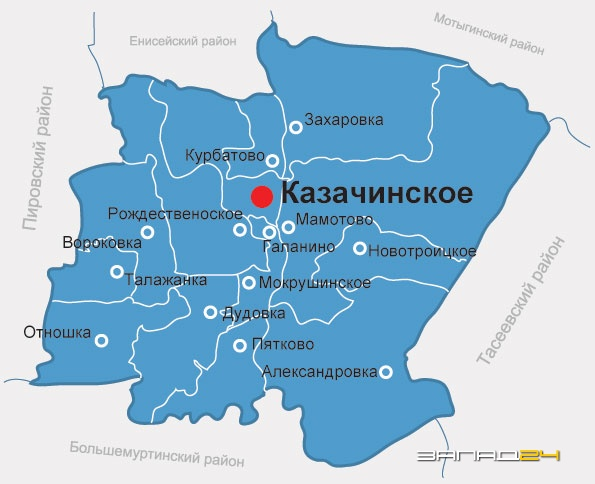 Енисейский район
Мотыгинский район
Пировский район
Захаровка
Курбатово
Казачинское
Рождественоское
Мамотово
Вороковка
Галанино
Новотроицкое
Талажанка
Мокрушинское
Тасеевский район
Дудовка
Отношка
Пятково
Александровка
Большемуртинский район
ЗАПАД24